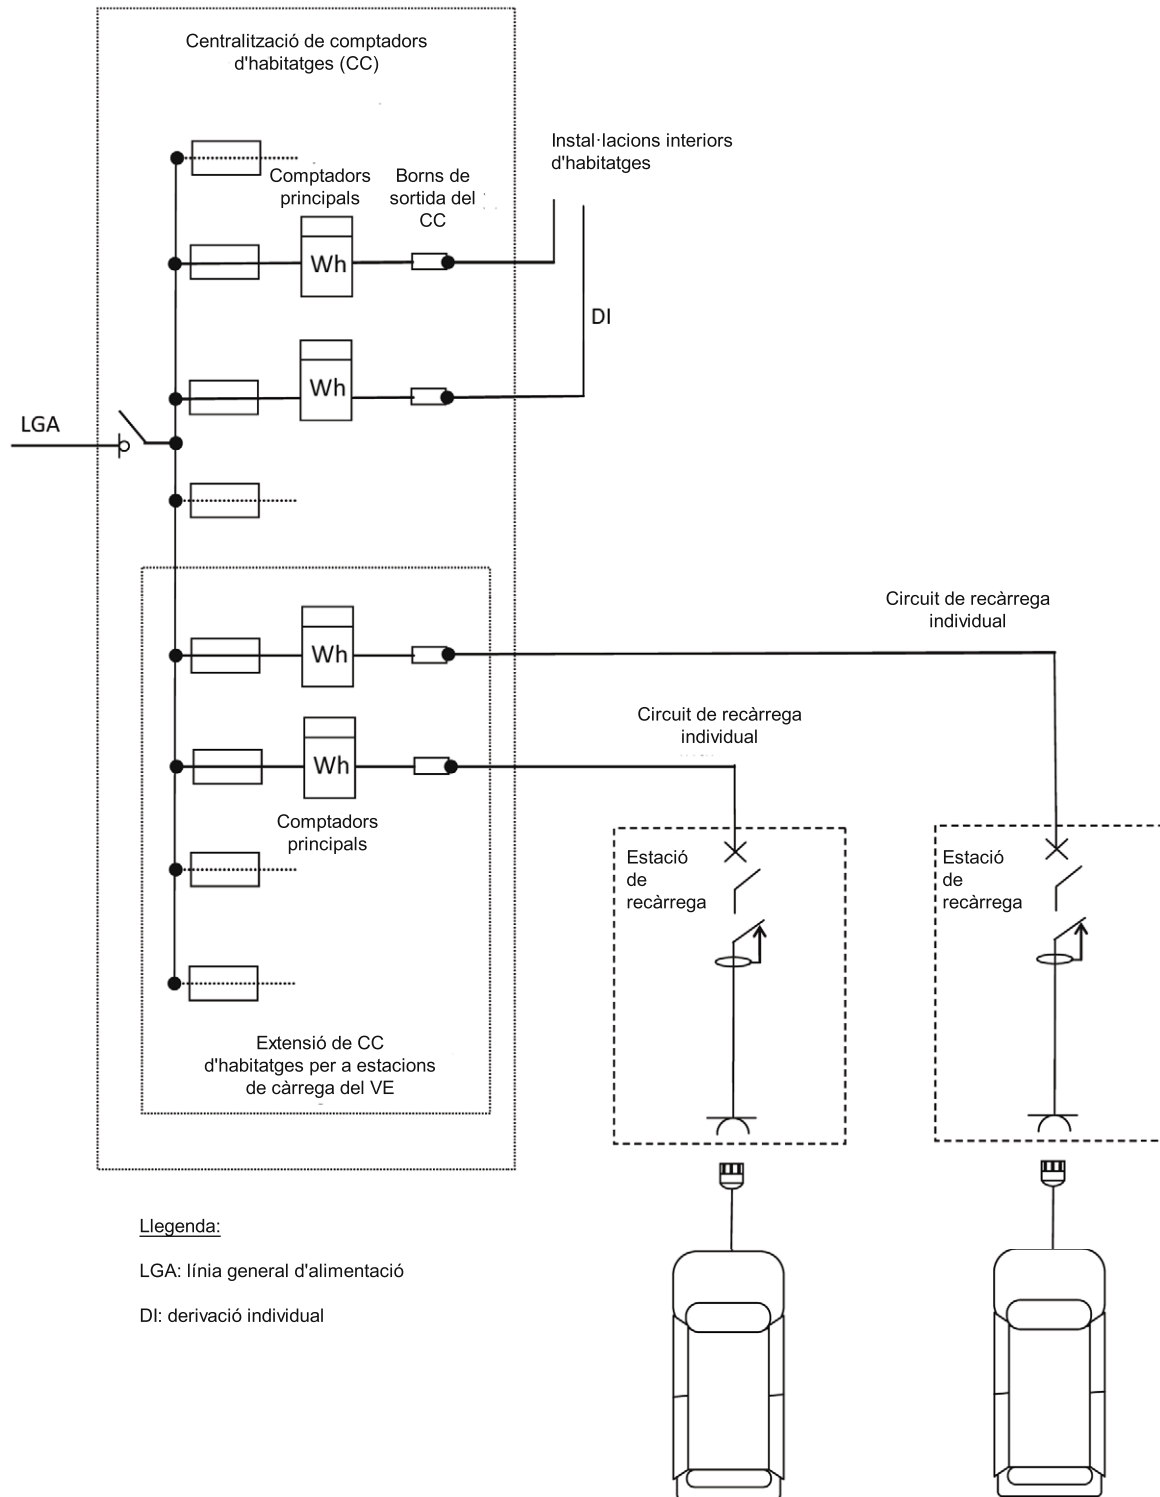 Centralització de comptadors
d'habitatges (CC)
Instal·lacions interiors
d'habitatges
Comptadors
principals
Borns de
sortida del
CC
Wh
DI
Wh
LGA
Circuit de recàrrega
individual
Wh
Circuit de recàrrega
individual
Wh
Comptadors
principals
Estació
de
recàrrega
Estació
de
recàrrega
Extensió de CC
d'habitatges per a estacions
de càrrega del VE
Llegenda:
LGA: línia general d'alimentació
DI: derivació individual